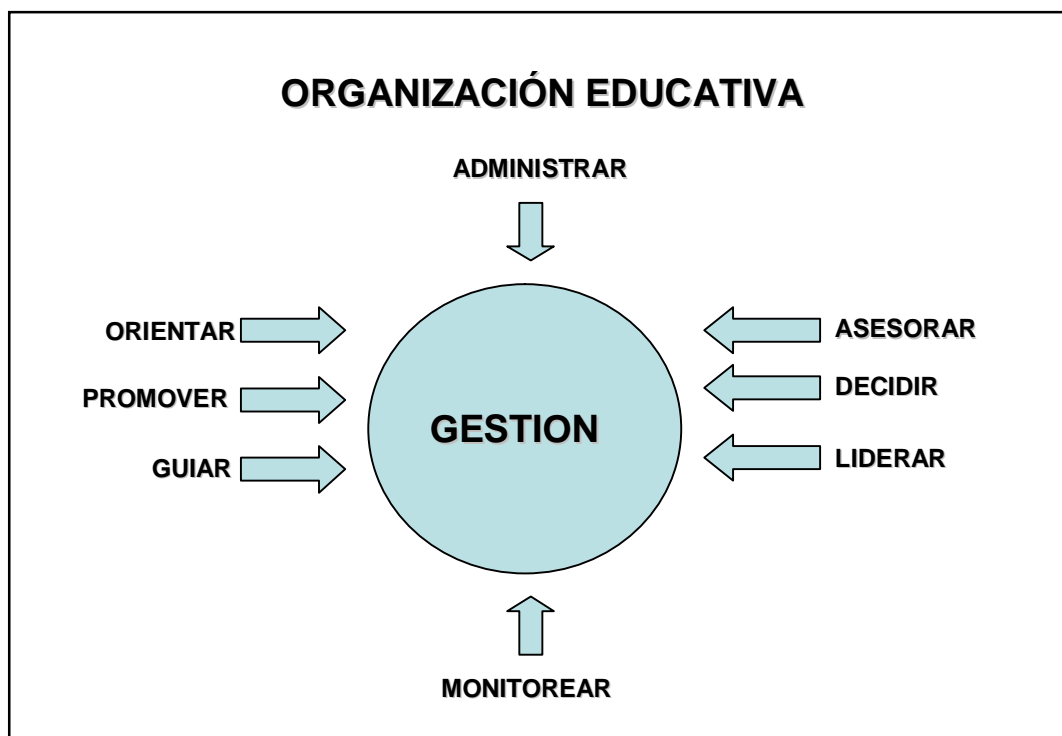 ORGANIZACIÓN EDUCATIVA
ADMINISTRAR
ORIENTAR
ASESORAR
PROMOVER
DECIDIR
GESTION
GUIAR
LIDERAR
MONITOREAR